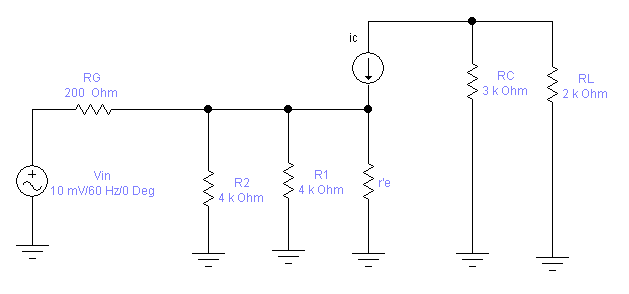 ic
RG
200 Ohm
RC
3 k Ohm
RL
2 k Ohm
Vin
10 mV/60 Hz/0 Deg
R2
4 k Ohm
R1
4 k Ohm
r'e